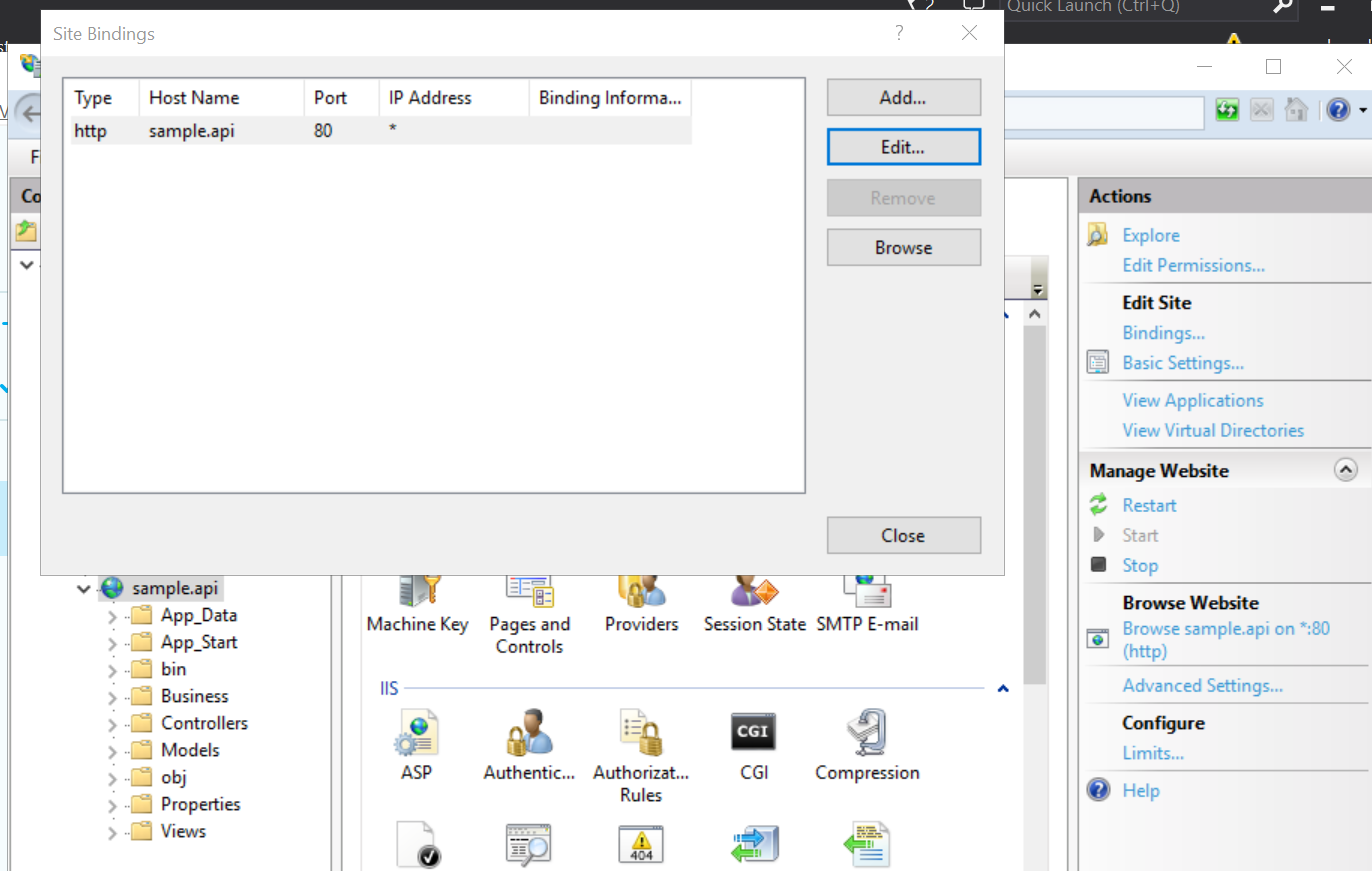 Quick Launch (Ctrl+Q)
Site Bindings
?
Type Host Name Port IP Address Binding Informa...
http sample.api 80 *
Add...
Edit...
Remove
Browse
Close
Actions
Explore
Edit Permissions...
Edit Site
Bindings...
Basic Settings...
View Applications
View Virtual Directories
Manage Website
Restart
Start
Stop
Browse Website
Browse sample.api on *:80
(http)
Advanced Settings...
Configure
Limits...
Help
sample.api
App_Data
App_Start
bin
Business
Controllers
Models
obj
Properties
Views
Machine Key Pages and Controls Providers Session State SMTP E-mail
IIS
ASP Authentic... Authorizat... Rules CGI Compression
404